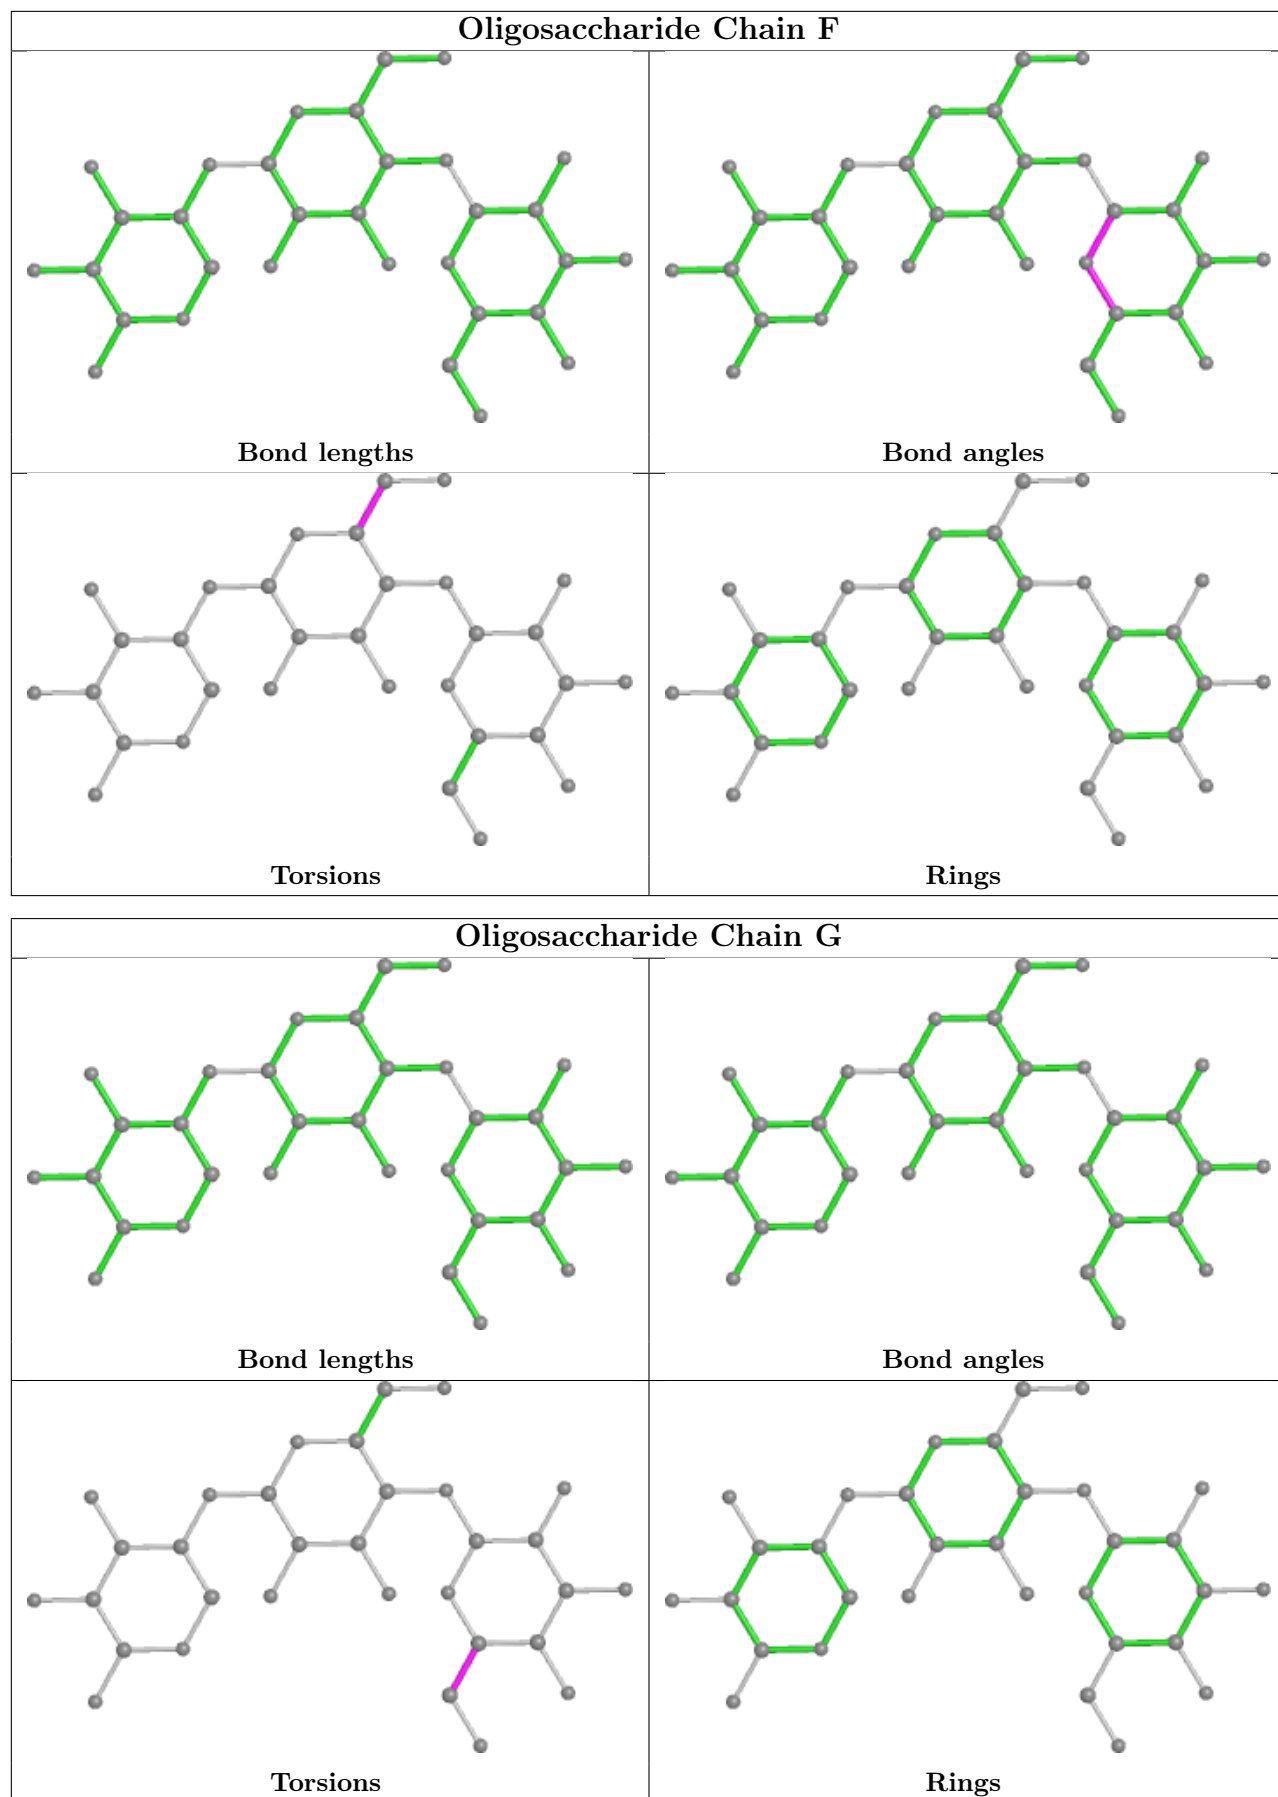 Oligosaccharide Chain F
Bond lengths
Bond angles
Torsions
Rings
Oligosaccharide Chain G
Bond lengths
Bond angles
Torsions
Rings